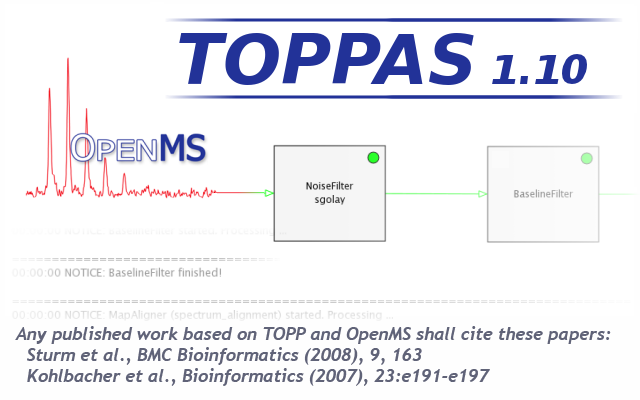 TOPPAS 1.10
OPENMS
NoiseFilter
sgolay
BaselineFilter
00:00:00 NOTICE: BaselineFilter started. Processing ...
00:00:00 NOTICE: BaselineFilter finished!
00:00:00 NOTICE: MapAligner (spectrum_alignment) started. Processing ...
Any published work based on TOPP and OpenMS shall cite these papers:
Sturm et al., BMC Bioinformatics (2008), 9, 163
Kohlbacher et al., Bioinformatics (2007), 23:e191-e197